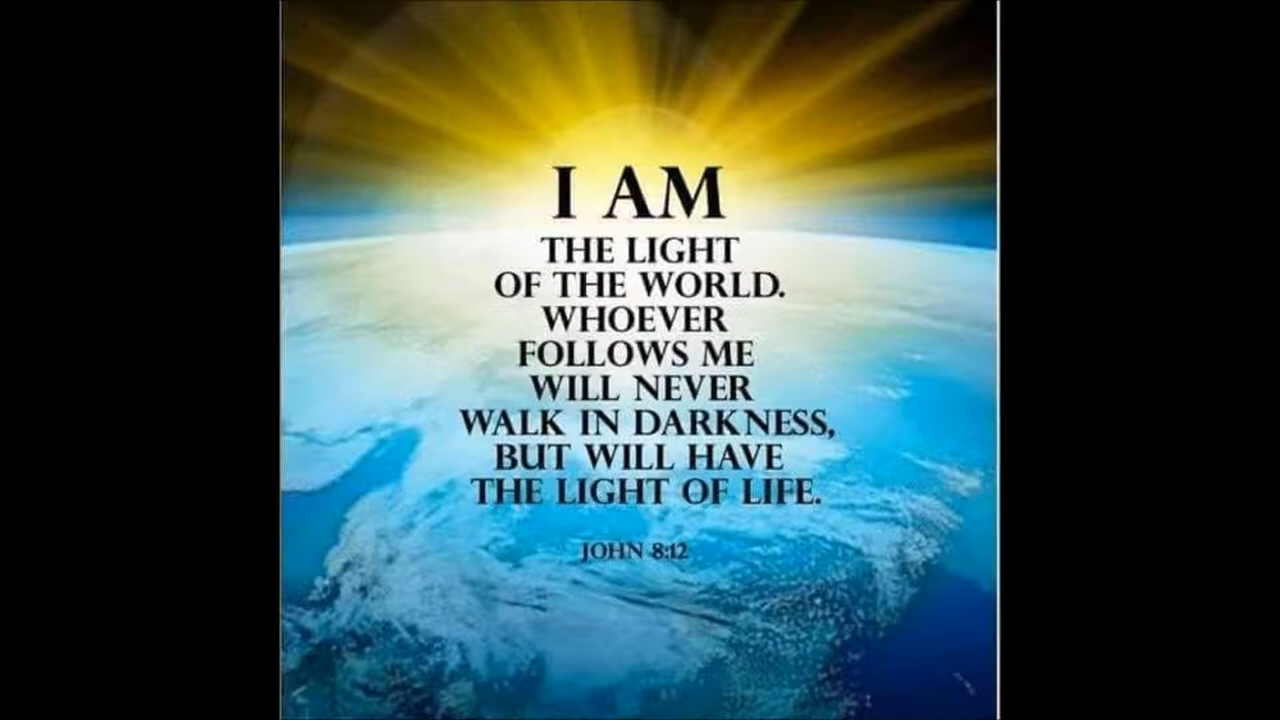 I AM
THE LIGHT
OF THE WORLD.
WHOEVER
FOLLOWS ME
WILL NEVER
WALK IN DARKNESS,
BUT WILL HAVE
THE LIGHT OF LIFE.
JOHN 8:12